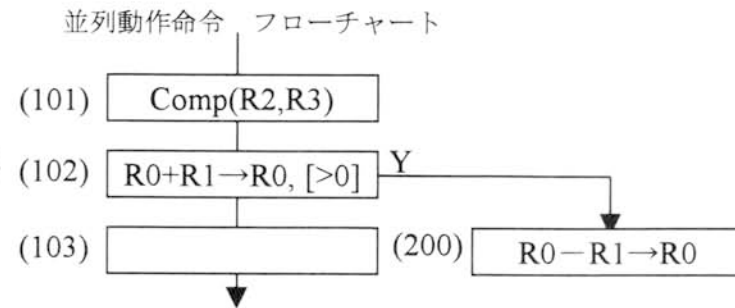 並列動作命令 フローチャート
(101) Comp(R2,R3)
(102) R0+R1→R0, [>0] Y
(103) (200) R0－R1→R0